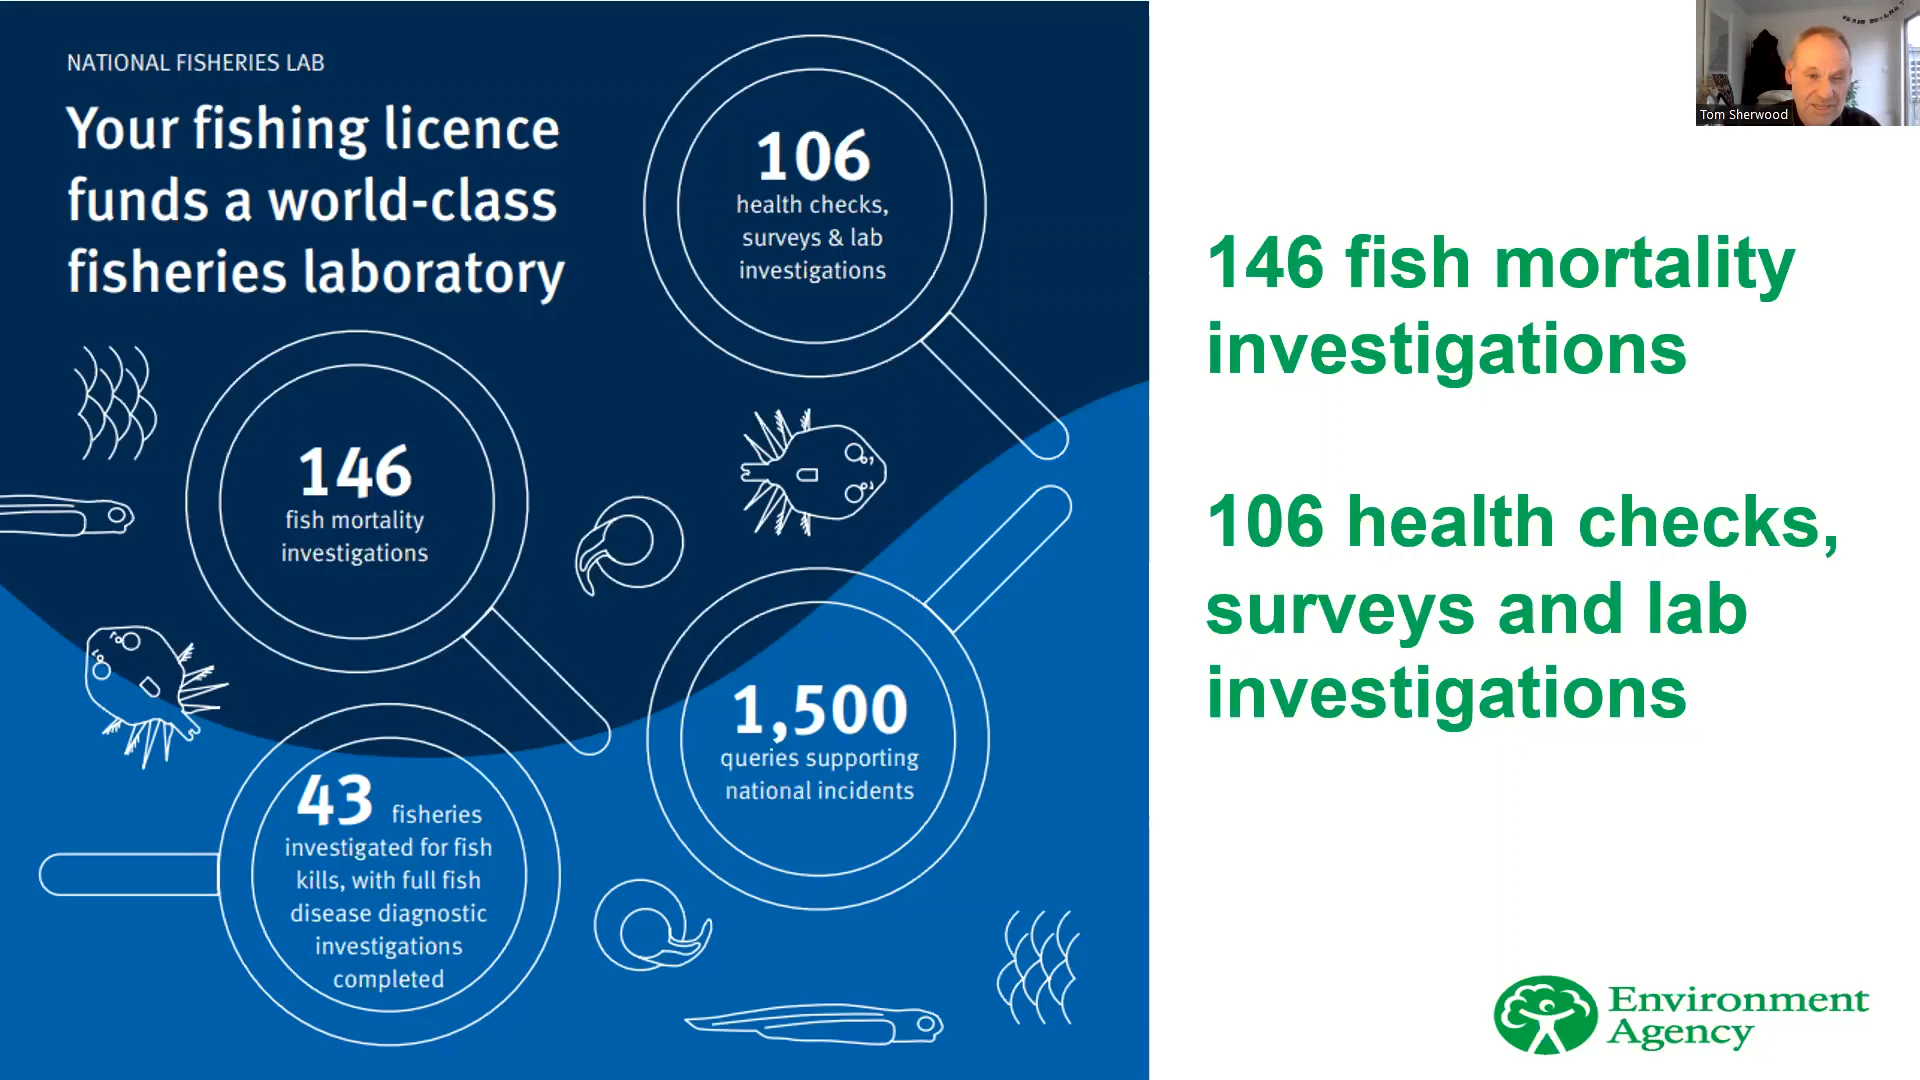 NATIONAL FISHERIES LAB
Your fishing licence
funds a world-class
fisheries laboratory
106
health checks,
surveys & lab
investigations
146
fish mortality
investigations
1,500
queries supporting
national incidents
43 fisheries
investigated for fish
kills, with full fish
disease diagnostic
investigations
completed
Tom Sherwood
146 fish mortality
investigations
106 health checks,
surveys and lab
investigations
Environment
Agency